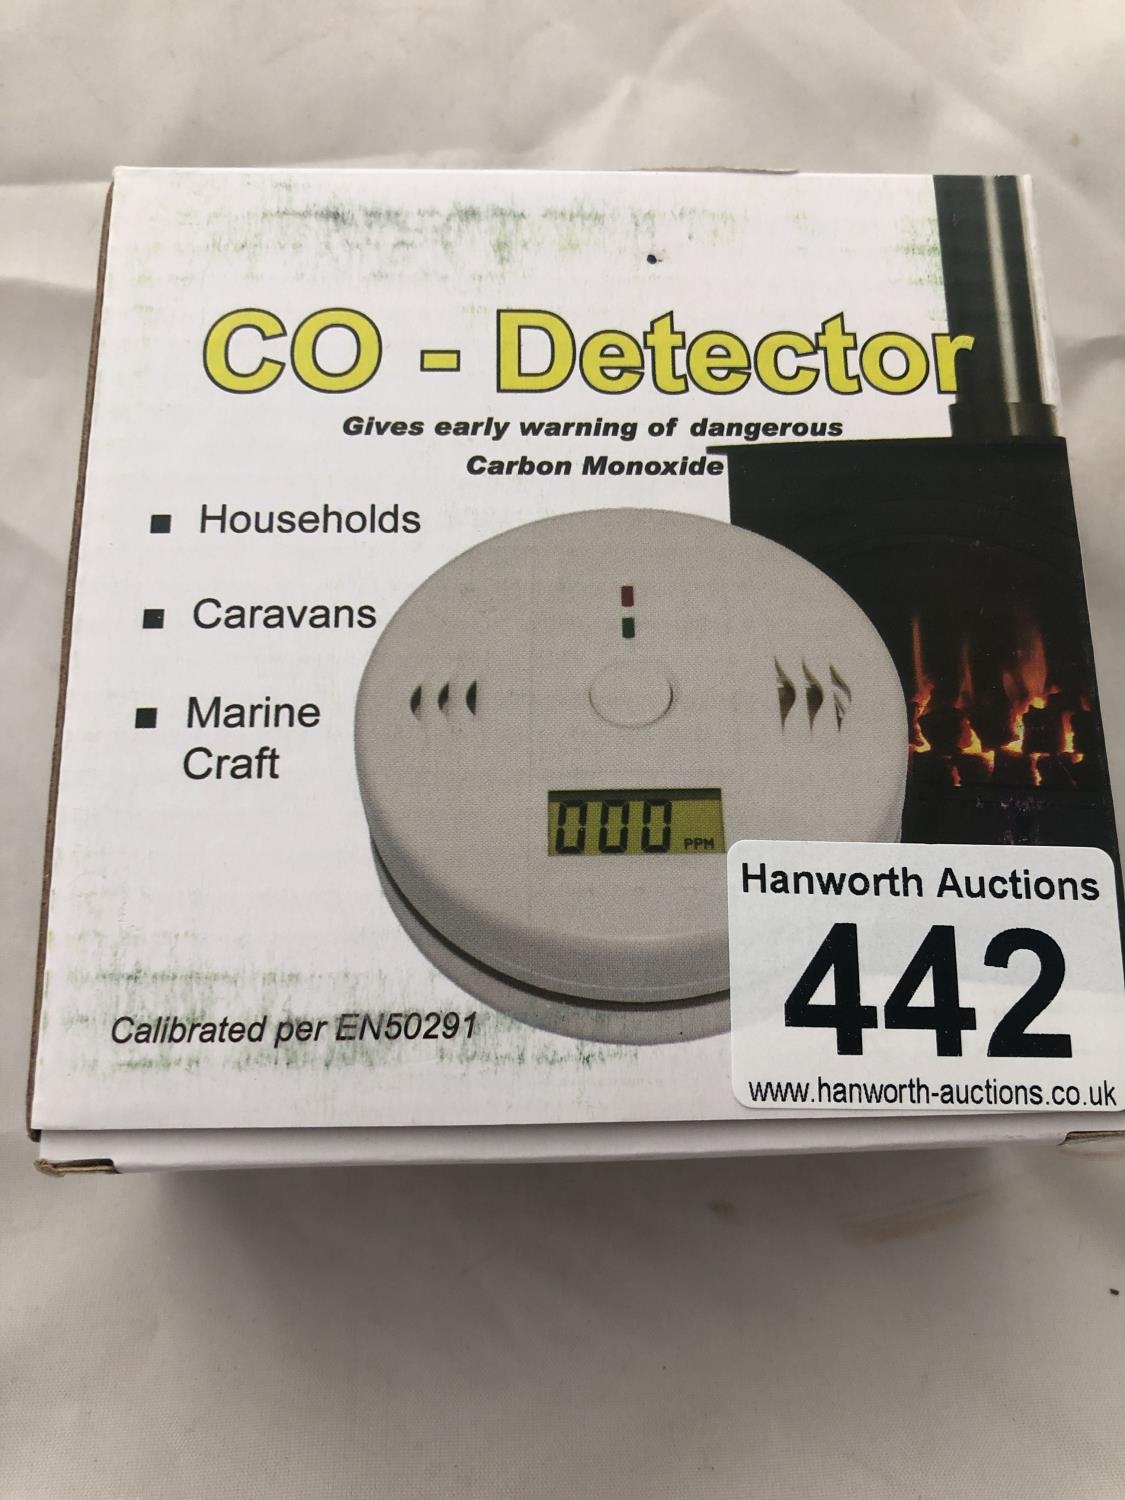 CO - Detector
Gives early warning of dangerous
Carbon Monoxide
■ Households
■ Caravans
■ Marine
Craft
000 PPM
Calibrated per EN50291
Hanworth Auctions
442
www.hanworth-auctions.co.uk